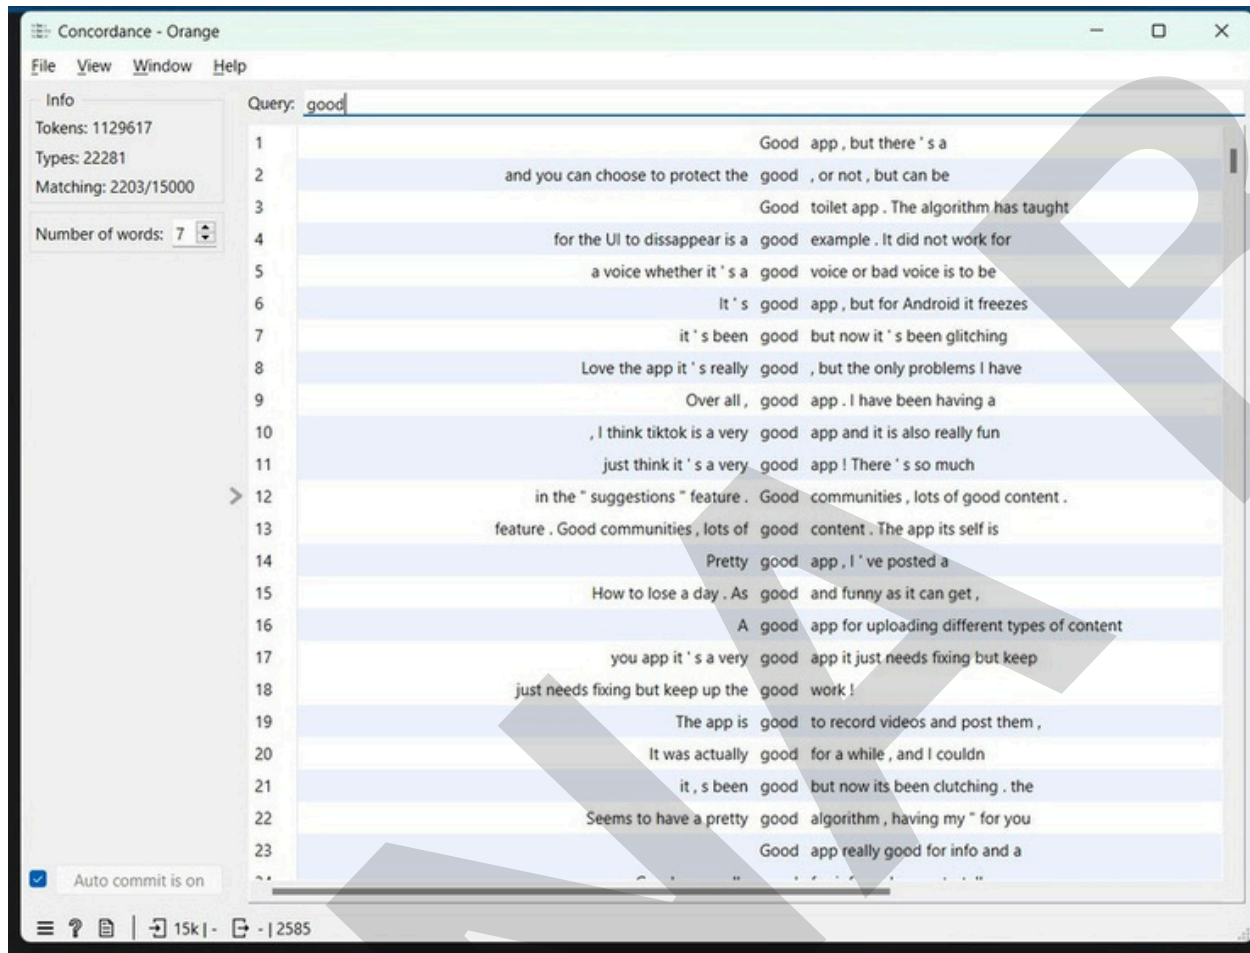 Concordance - Orange
File View Window Help
Info
Tokens: 1129617
Types: 22281
Matching: 2203/15000
Number of words: 7
Query: good
1 Good app , but there ' s a
2 and you can choose to protect the good , or not , but can be
3 Good toilet app . The algorithm has taught
4 for the UI to dissappear is a good example . It did not work for
5 a voice whether it ' s a good voice or bad voice is to be
6 It ' s good app , but for Android it freezes
7 it ' s been good but now it ' s been glitching
8 Love the app it ' s really good , but the only problems I have
9 Over all , good app . I have been having a
10 , I think tiktok is a very good app and it is also really fun
11 just think it ' s a very good app ! There ' s so much
12 in the " suggestions " feature . Good communities , lots of good content .
13 feature . Good communities , lots of good content . The app its self is
14 Pretty good app , I ' ve posted a
15 How to lose a day . As good and funny as it can get ,
16 A good app for uploading different types of content
17 you app it ' s a very good app it just needs fixing but keep
18 just needs fixing but keep up the good work !
19 The app is good to record videos and post them ,
20 It was actually good for a while , and I couldn
21 it , s been good but now its been clutching . the
22 Seems to have a pretty good algorithm , having my " for you
23 Good app really good for info and a
Auto commit is on
15k | - - | 2585